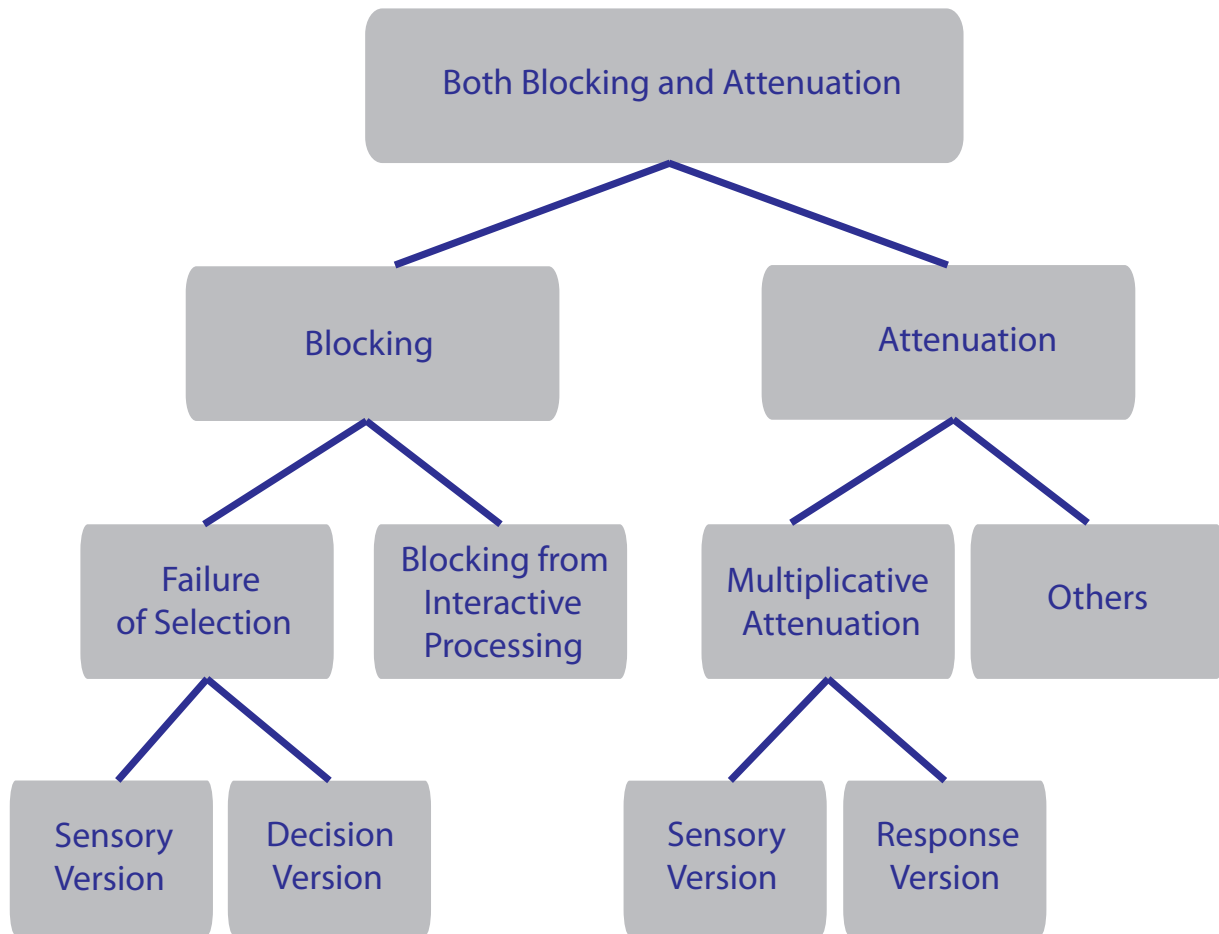 Both Blocking and Attenuation
Blocking
Attenuation
Failure
of Selection
Blocking from
Interactive
Processing
Multiplicative
Attenuation
Others
Sensory
Version
Decision
Version
Sensory
Version
Response
Version